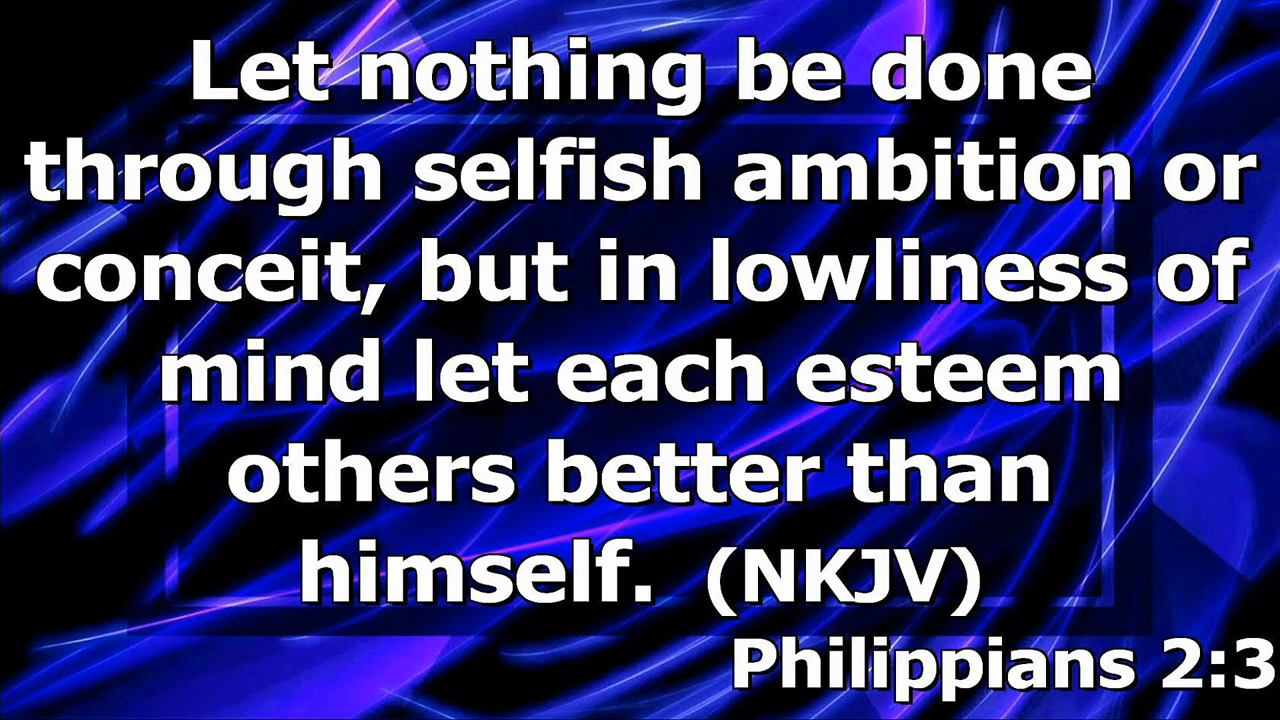 Let nothing be done
through selfish ambition or
conceit, but in lowliness of
mind let each esteem
others better than
himself. (NKJV)
Philippians 2:3